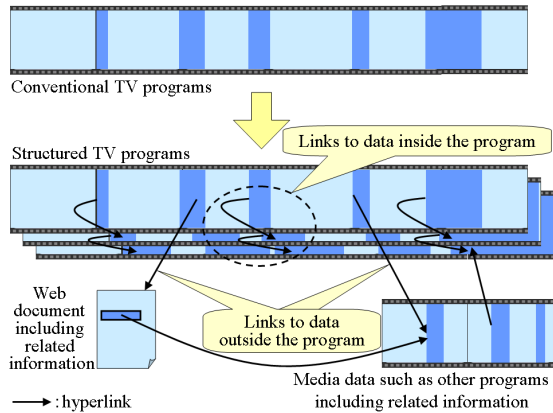 Conventional TV programs
Links to data inside the program
Structured TV programs
Web
document
including
related
information
Links to data
outside the program
Media data such as other programs
including related information
: hyperlink